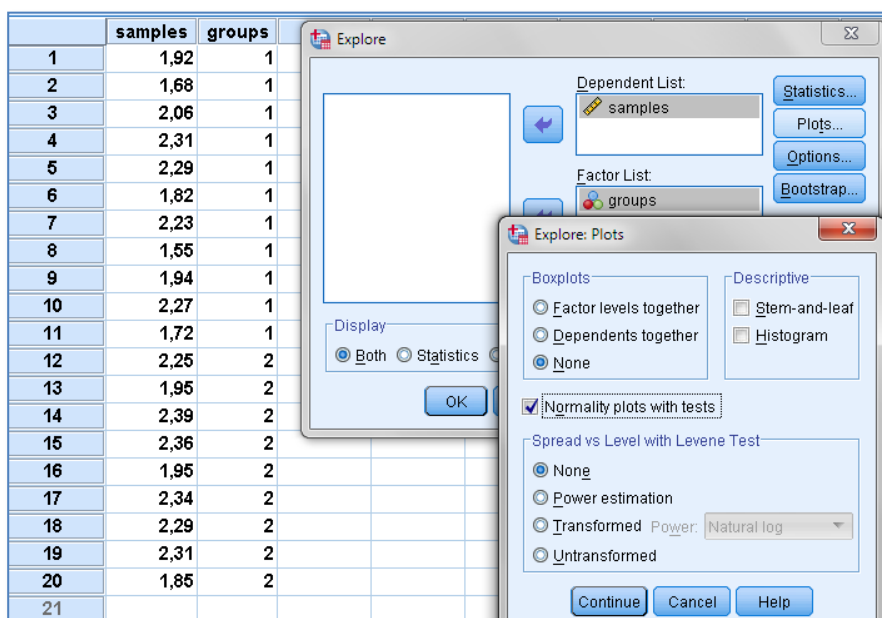 samples groups
1 1,92 1
2 1,68 1
3 2,06 1
4 2,31 1
5 2,29 1
6 1,82 1
7 2,23 1
8 1,55 1
9 1,94 1
10 2,27 1
11 1,72 1
12 2,25 2
13 1,95 2
14 2,39 2
15 2,36 2
16 1,95 2
17 2,34 2
18 2,29 2
19 2,31 2
20 1,85 2
21
Explore
Dependent List:
samples
Factor List:
groups
Statistics...
Plots...
Options...
Bootstrap...
Display
Both Statistics
OK
Explore: Plots
Boxplots
Factor levels together
Dependents together
None
Descriptive
Stem-and-leaf
Histogram
Normality plots with tests
Spread vs Level with Levene Test
None
Power estimation
Transformed Power: Natural log
Untransformed
Continue Cancel Help